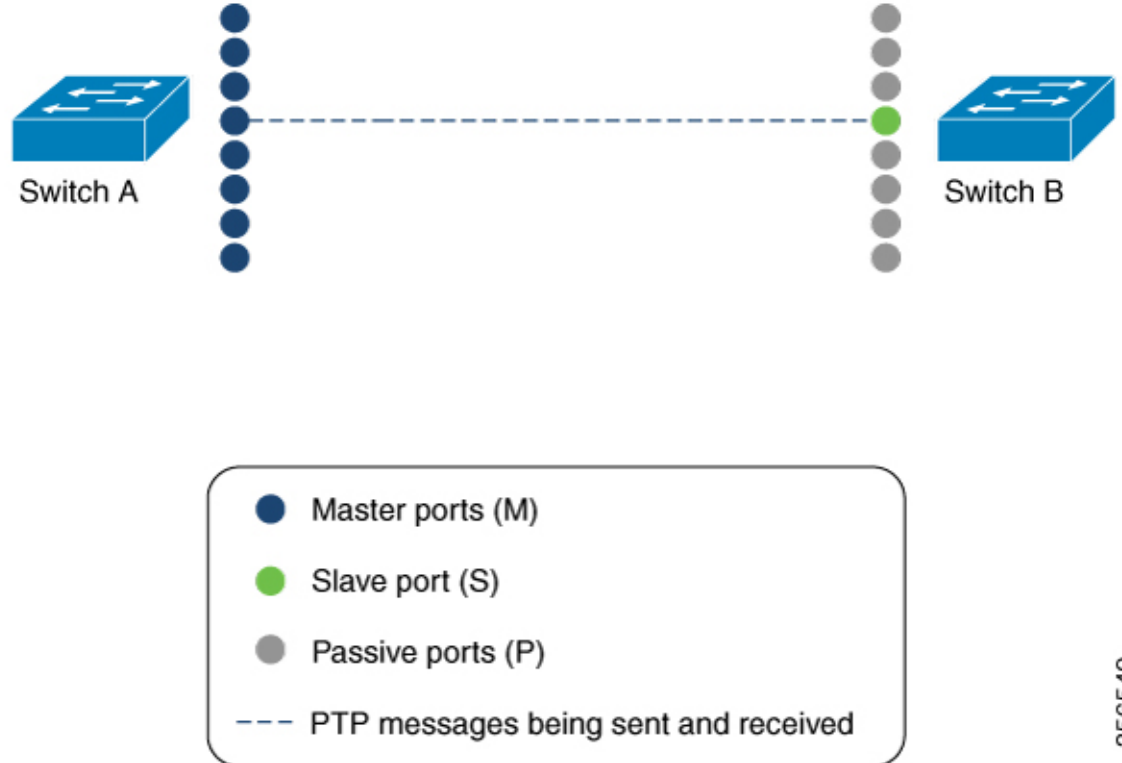 Switch A
Switch B
Master ports (M)
Slave port (S)
Passive ports (P)
PTP messages being sent and received